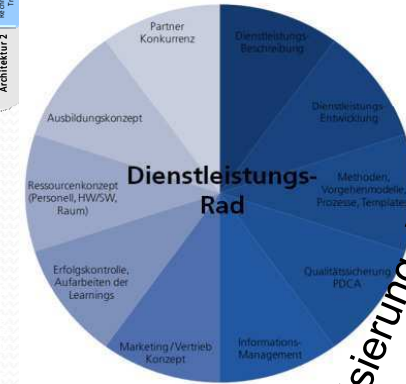 Architektur 2
Partner
Konkurrenz
Dienstleistungs
Beschreibung
Dienstleistungs
Entwicklung
Ausbildungskonzept
Dienstleistungs-
Rad
Methoden,
Vorgehenmodelle,
Prozesse, Templates
Ressourcenkonzept
(Personell, HW/SW,
Raum)
Qualitätssicherung
PDCA
Erfolgskontrolle,
Aufarbeiten der
Learnings
Informations-
Management
Marketing/Vertrieb
Konzept
sierung